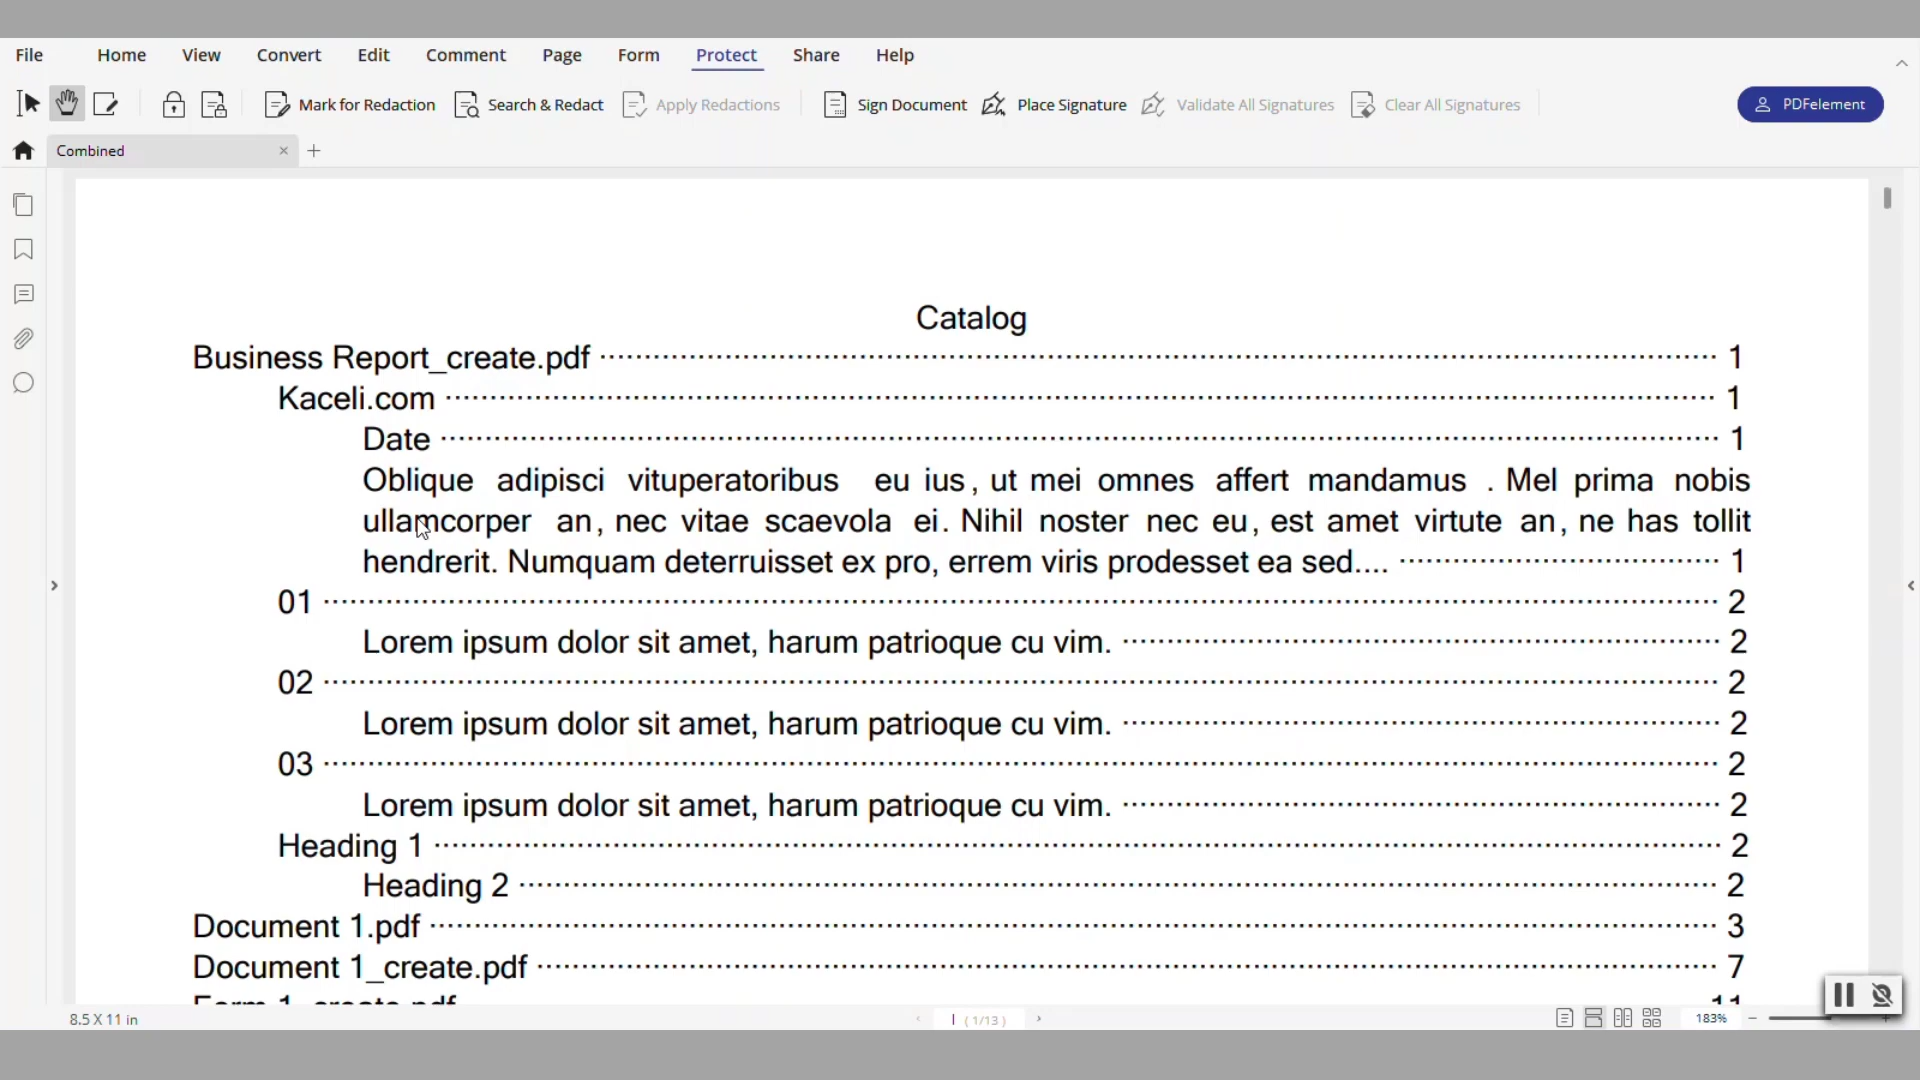 File Home View Convert Edit Comment Page Form Protect Share Help
Mark for Redaction Search & Redact Apply Redactions Sign Document Place Signature Validate All Signatures Clear All Signatures PDFelement
Combined
Catalog
Business Report_create.pdf 1
Kaceli.com 1
Date 1
Oblique adipisci vituperatoribus eu ius, ut mei omnes affert mandamus . Mel prima nobis
ullamcorper an, nec vitae scaevola ei. Nihil noster nec eu, est amet virtute an, ne has tollit
hendrerit. Numquam deterruisset ex pro, errem viris prodesset ea sed.... 1
01 2
Lorem ipsum dolor sit amet, harum patrioque cu vim. 2
02 2
Lorem ipsum dolor sit amet, harum patrioque cu vim. 2
03 2
Lorem ipsum dolor sit amet, harum patrioque cu vim. 2
Heading 1 2
Heading 2 2
Document 1.pdf 3
Document 1_create.pdf 7
Form 1_create.pdf 11
8.5 X 11 in I ( 1/13 ) 183%